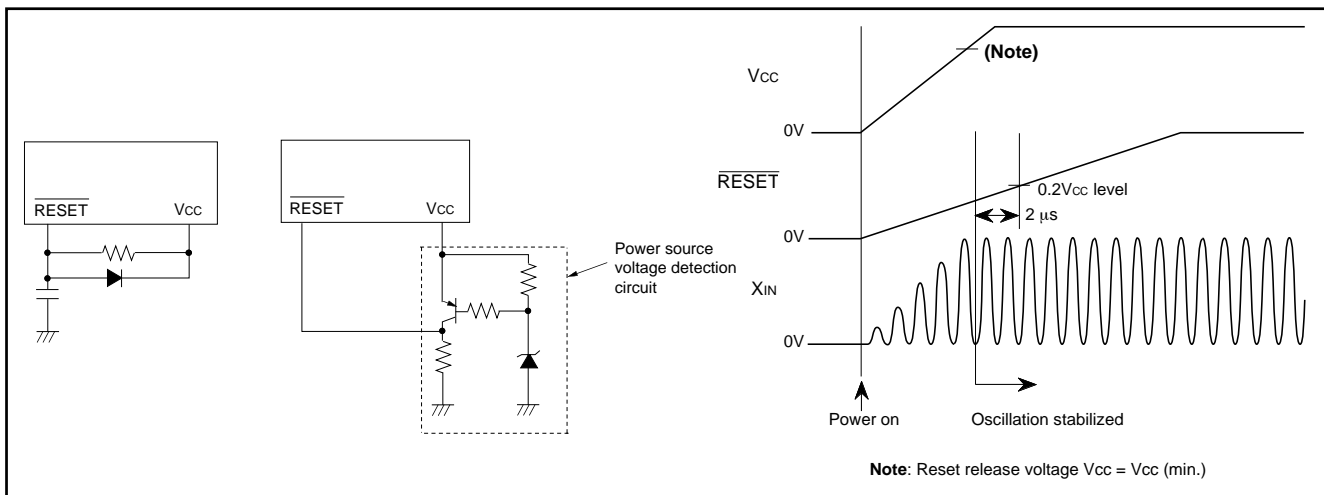 RESET
VCC
RESET
VCC
Power source
voltage detection
circuit
VCC
(Note)
0V
RESET
0.2VCC level
2 μs
0V
XIN
0V
Power on
Oscillation stabilized
Note: Reset release voltage Vcc = Vcc (min.)